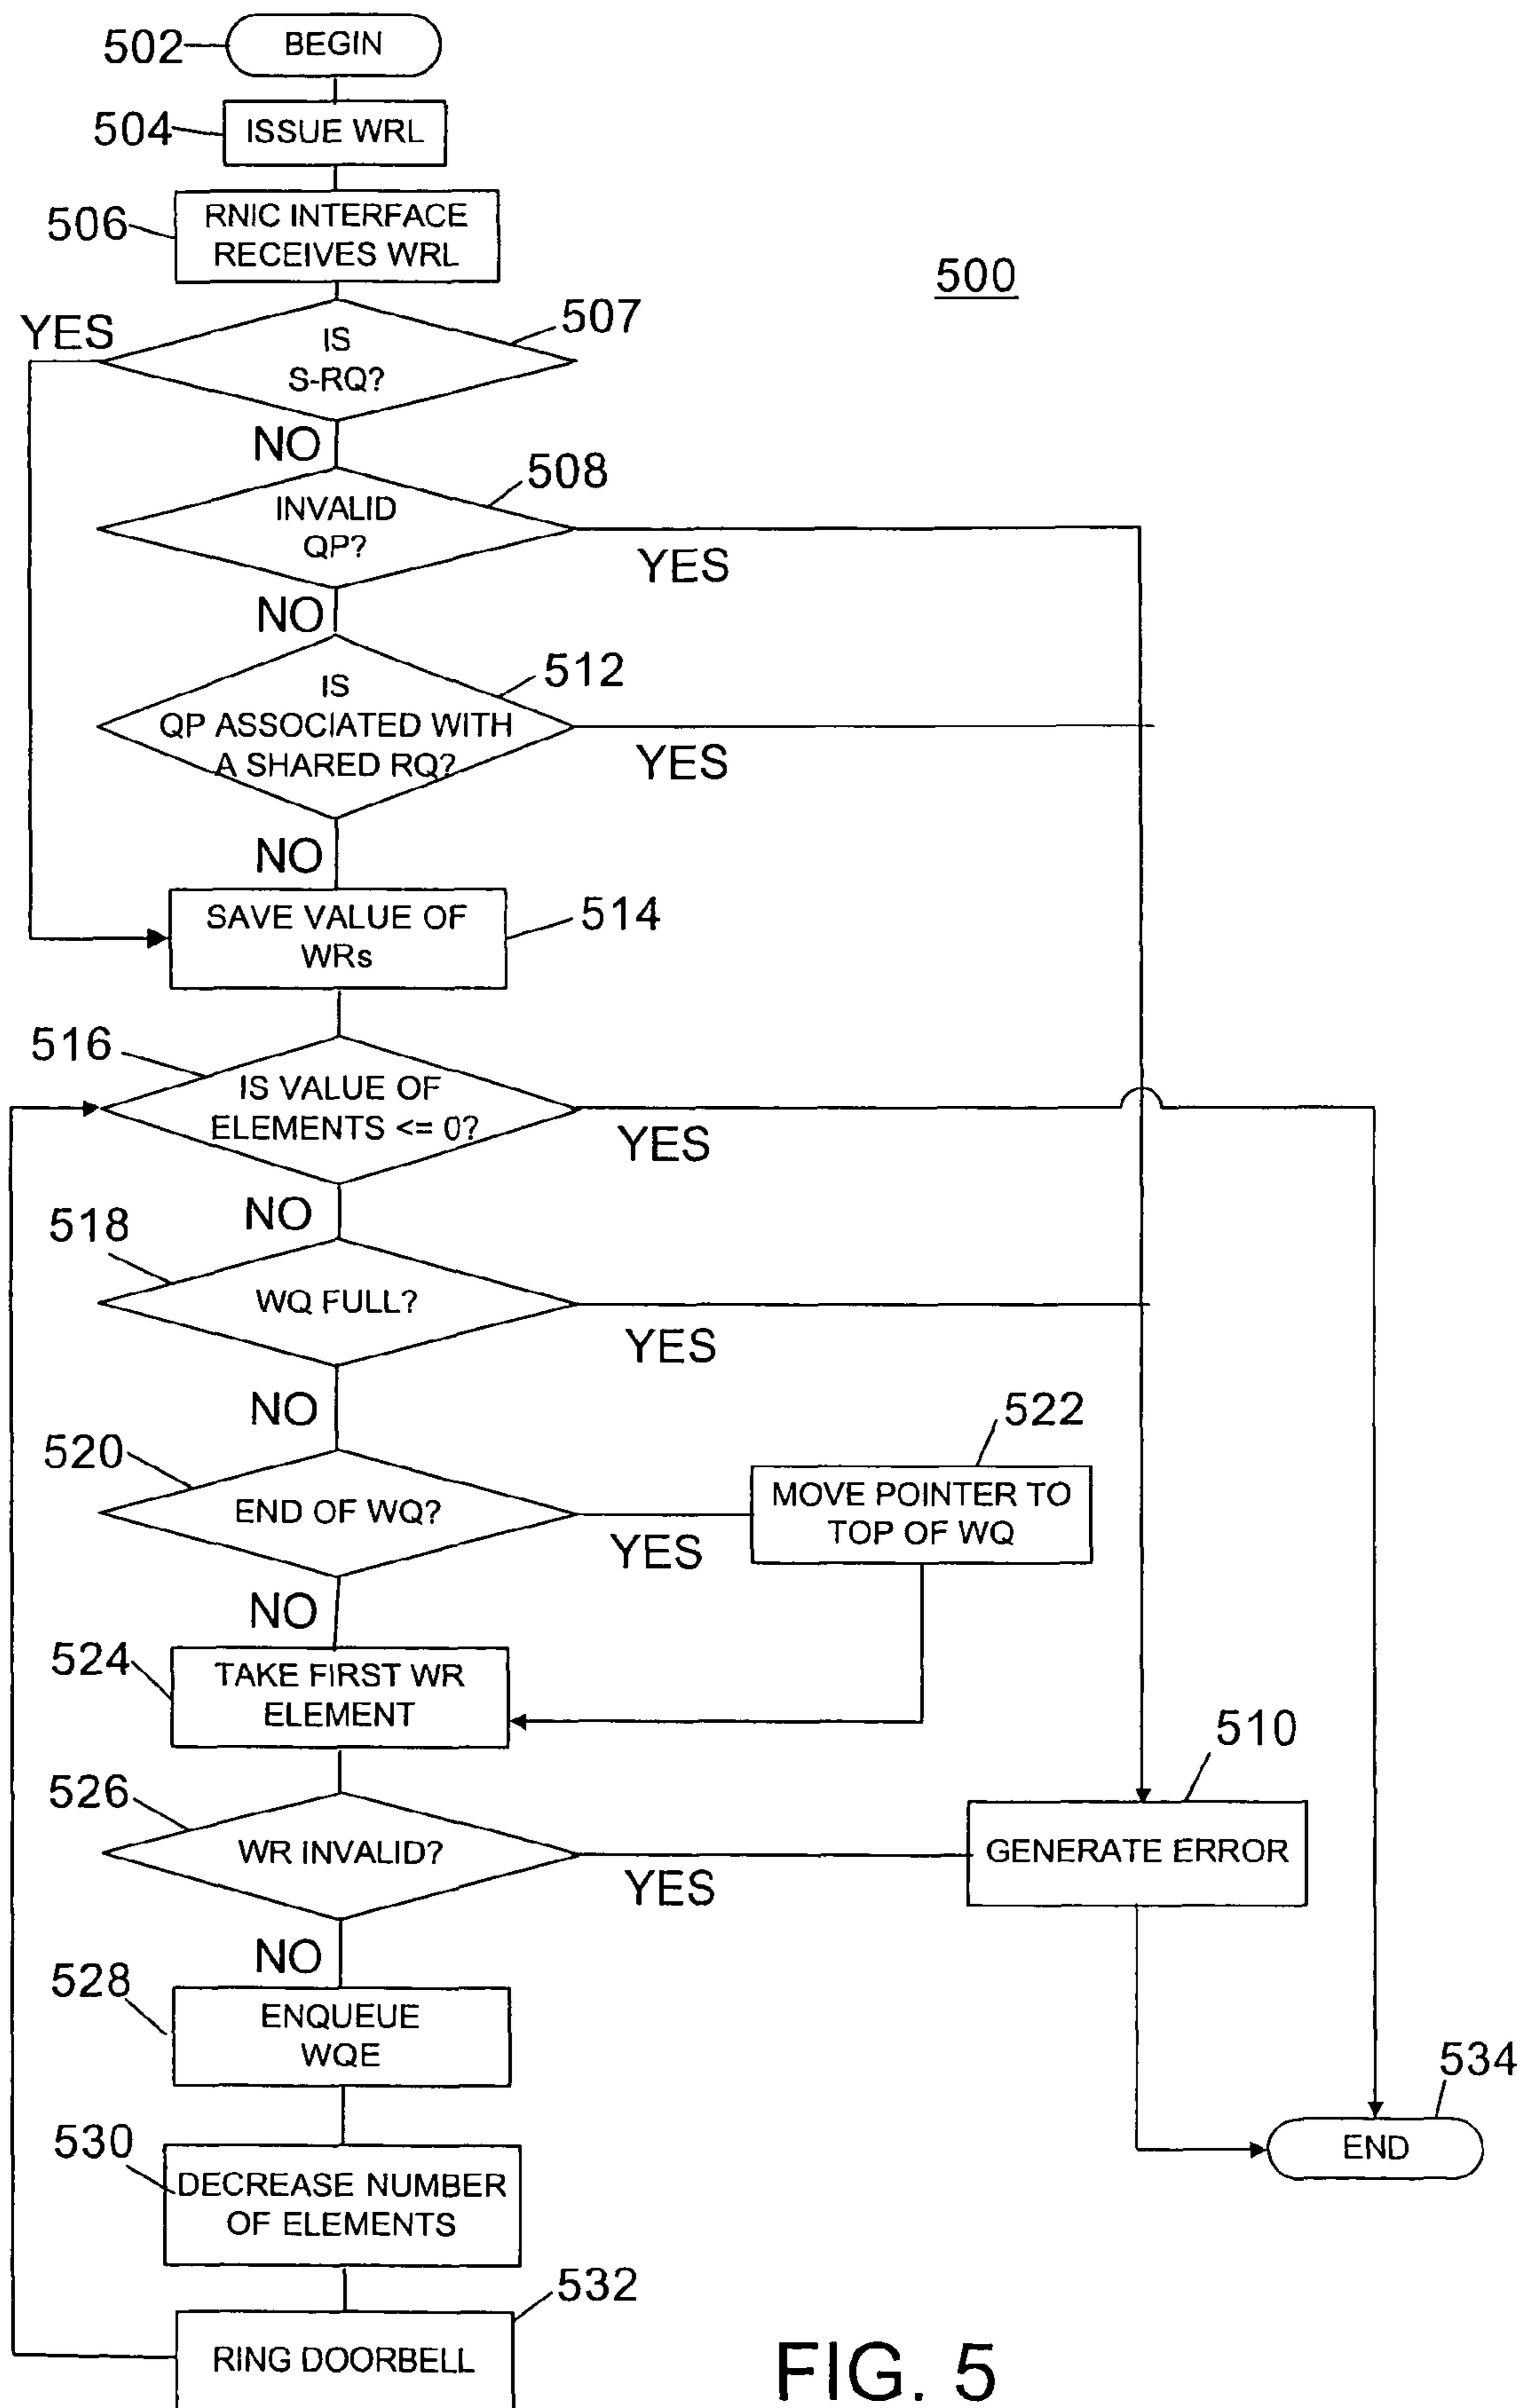 502
BEGIN
504
ISSUE WRL
506
RNIC INTERFACE
RECEIVES WRL
500
YES
507
IS
S-RQ?
NO
508
INVALID
QP?
YES
NO
512
IS
QP ASSOCIATED WITH
A SHARED RQ?
YES
NO
SAVE VALUE OF
WRs
514
516
IS VALUE OF
ELEMENTS <= 0?
YES
NO
518
WQ FULL?
YES
NO
520
END OF WQ?
YES
522
MOVE POINTER TO
TOP OF WQ
NO
524
TAKE FIRST WR
ELEMENT
510
526
WR INVALID?
YES
GENERATE ERROR
NO
528
ENQUEUE
WQE
534
END
530
DECREASE NUMBER
OF ELEMENTS
532
RING DOORBELL
FIG. 5